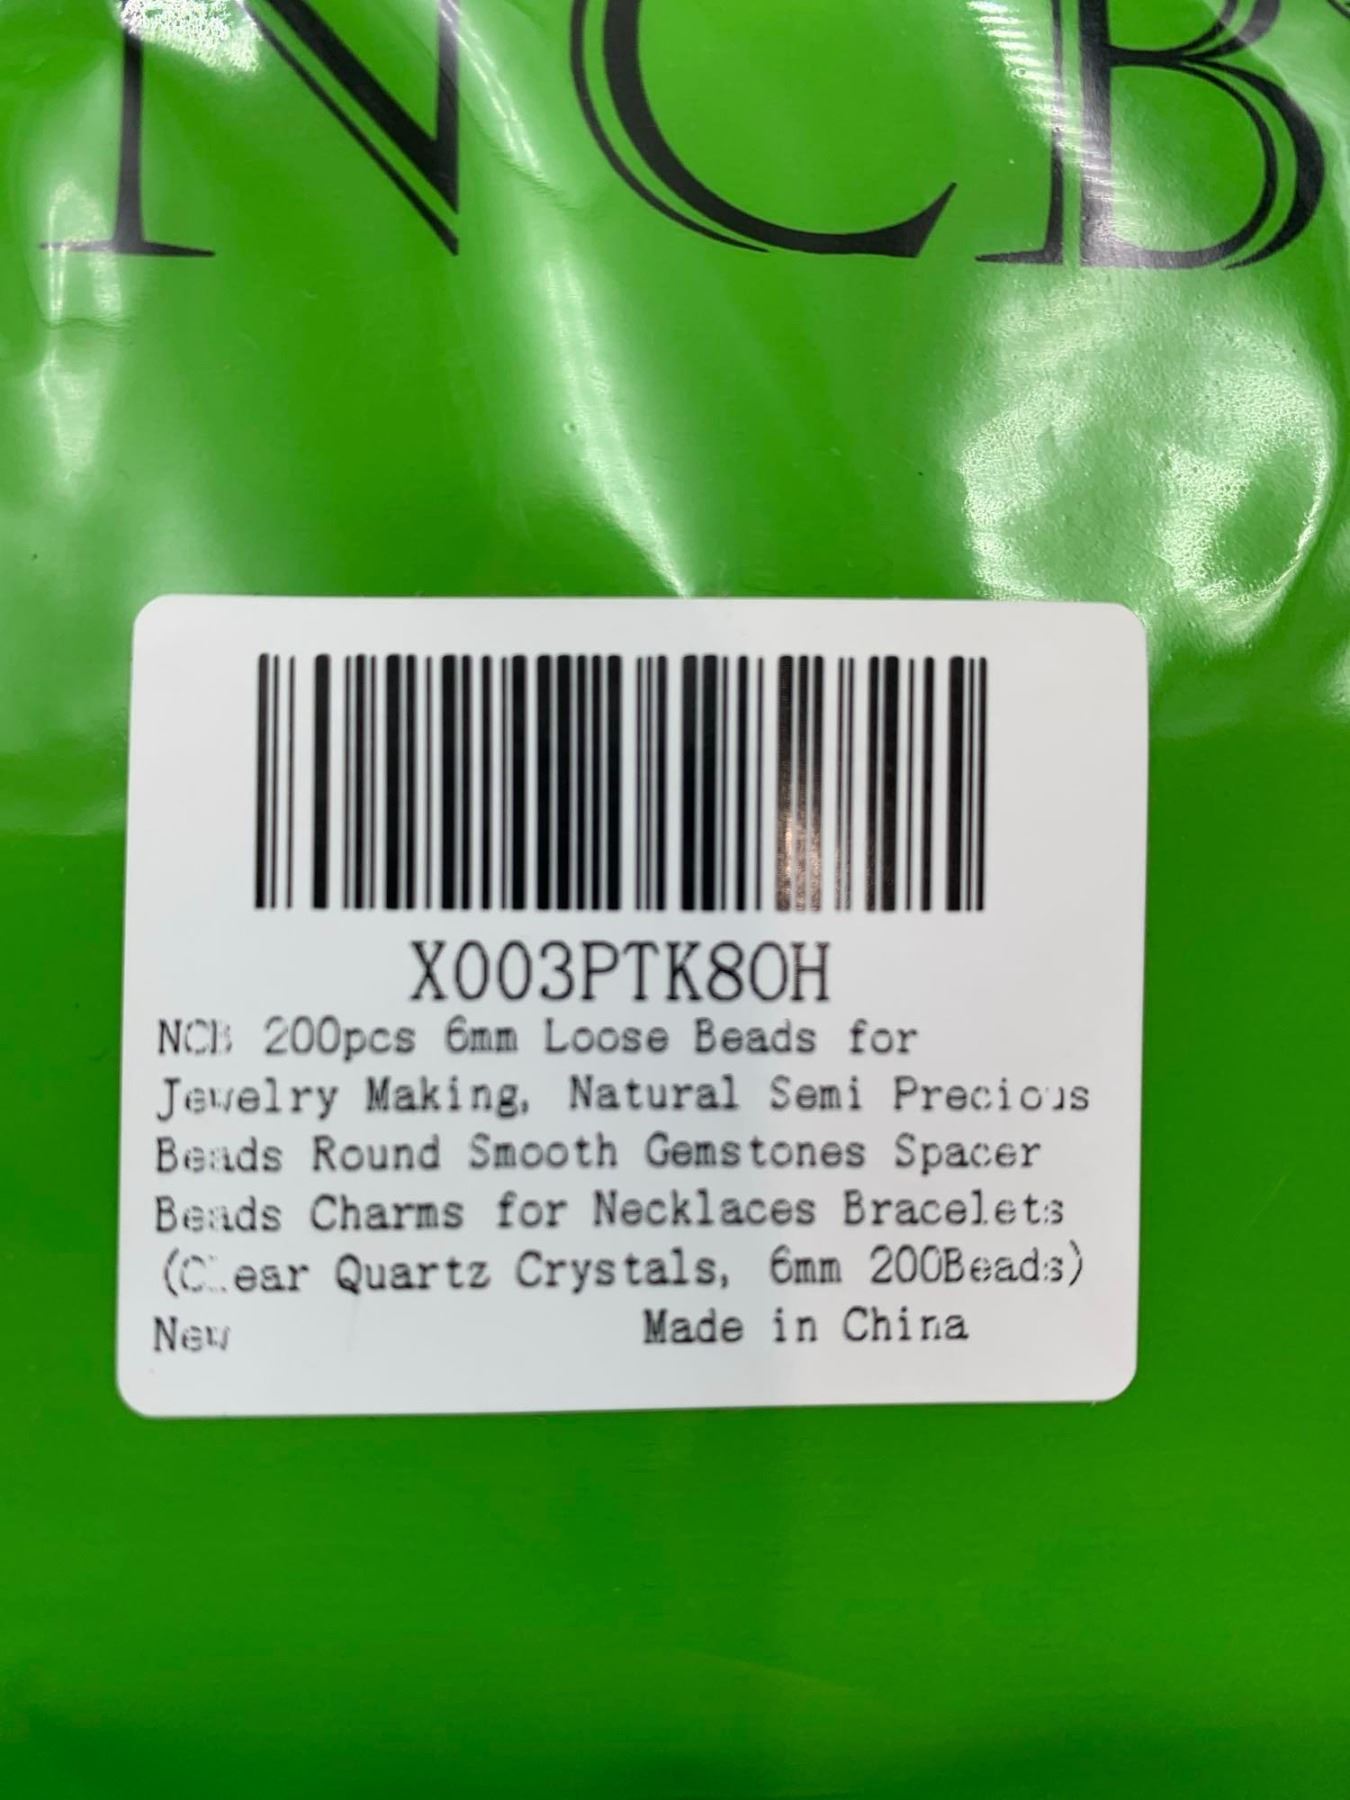 NCB
X003PTK8OH
NCB 200pcs 6mm Loose Beads for
Jewelry Making, Natural Semi Precious
Beads Round Smooth Gemstones Spacer
Beads Charms for Necklaces Bracelets
(Clear Quartz Crystals, 6mm 200Beads)
New Made in China